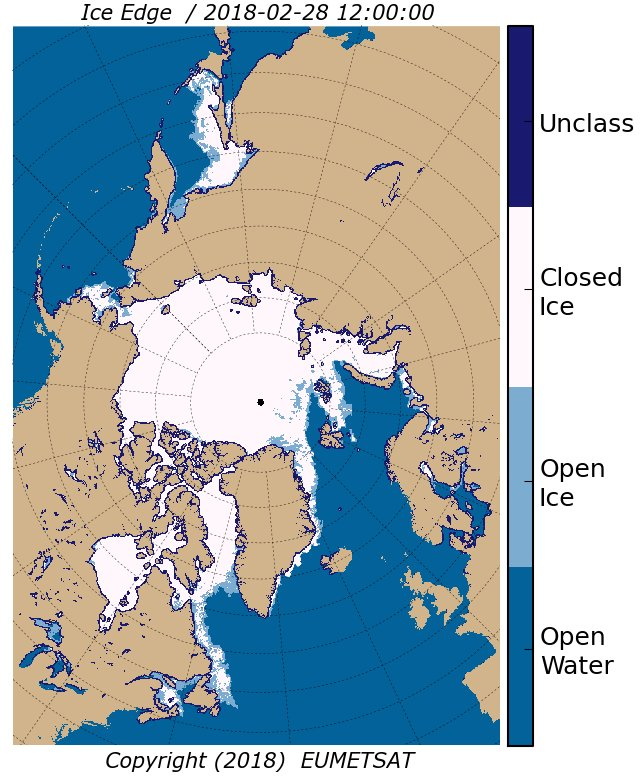 Ice Edge  / 2018-02-28 12:00:00
Unclass
Closed
Ice
Open
Ice
Open
Water
Copyright (2018)  EUMETSAT